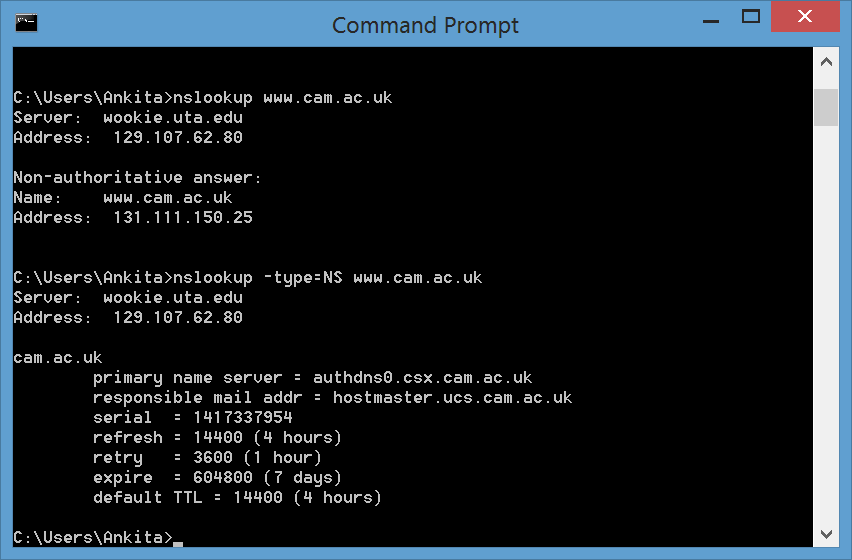 Command Prompt
C:\Users\Ankita>nslookup www.cam.ac.uk
Server:  wookie.uta.edu
Address:  129.107.62.80
Non-authoritative answer:
Name:    www.cam.ac.uk
Address:  131.111.150.25
C:\Users\Ankita>nslookup -type=NS www.cam.ac.uk
Server:  wookie.uta.edu
Address:  129.107.62.80
cam.ac.uk
        primary name server = authdns0.csx.cam.ac.uk
        responsible mail addr = hostmaster.ucs.cam.ac.uk
        serial  = 1417337954
        refresh = 14400 (4 hours)
        retry   = 3600 (1 hour)
        expire  = 604800 (7 days)
        default TTL = 14400 (4 hours)
C:\Users\Ankita>_